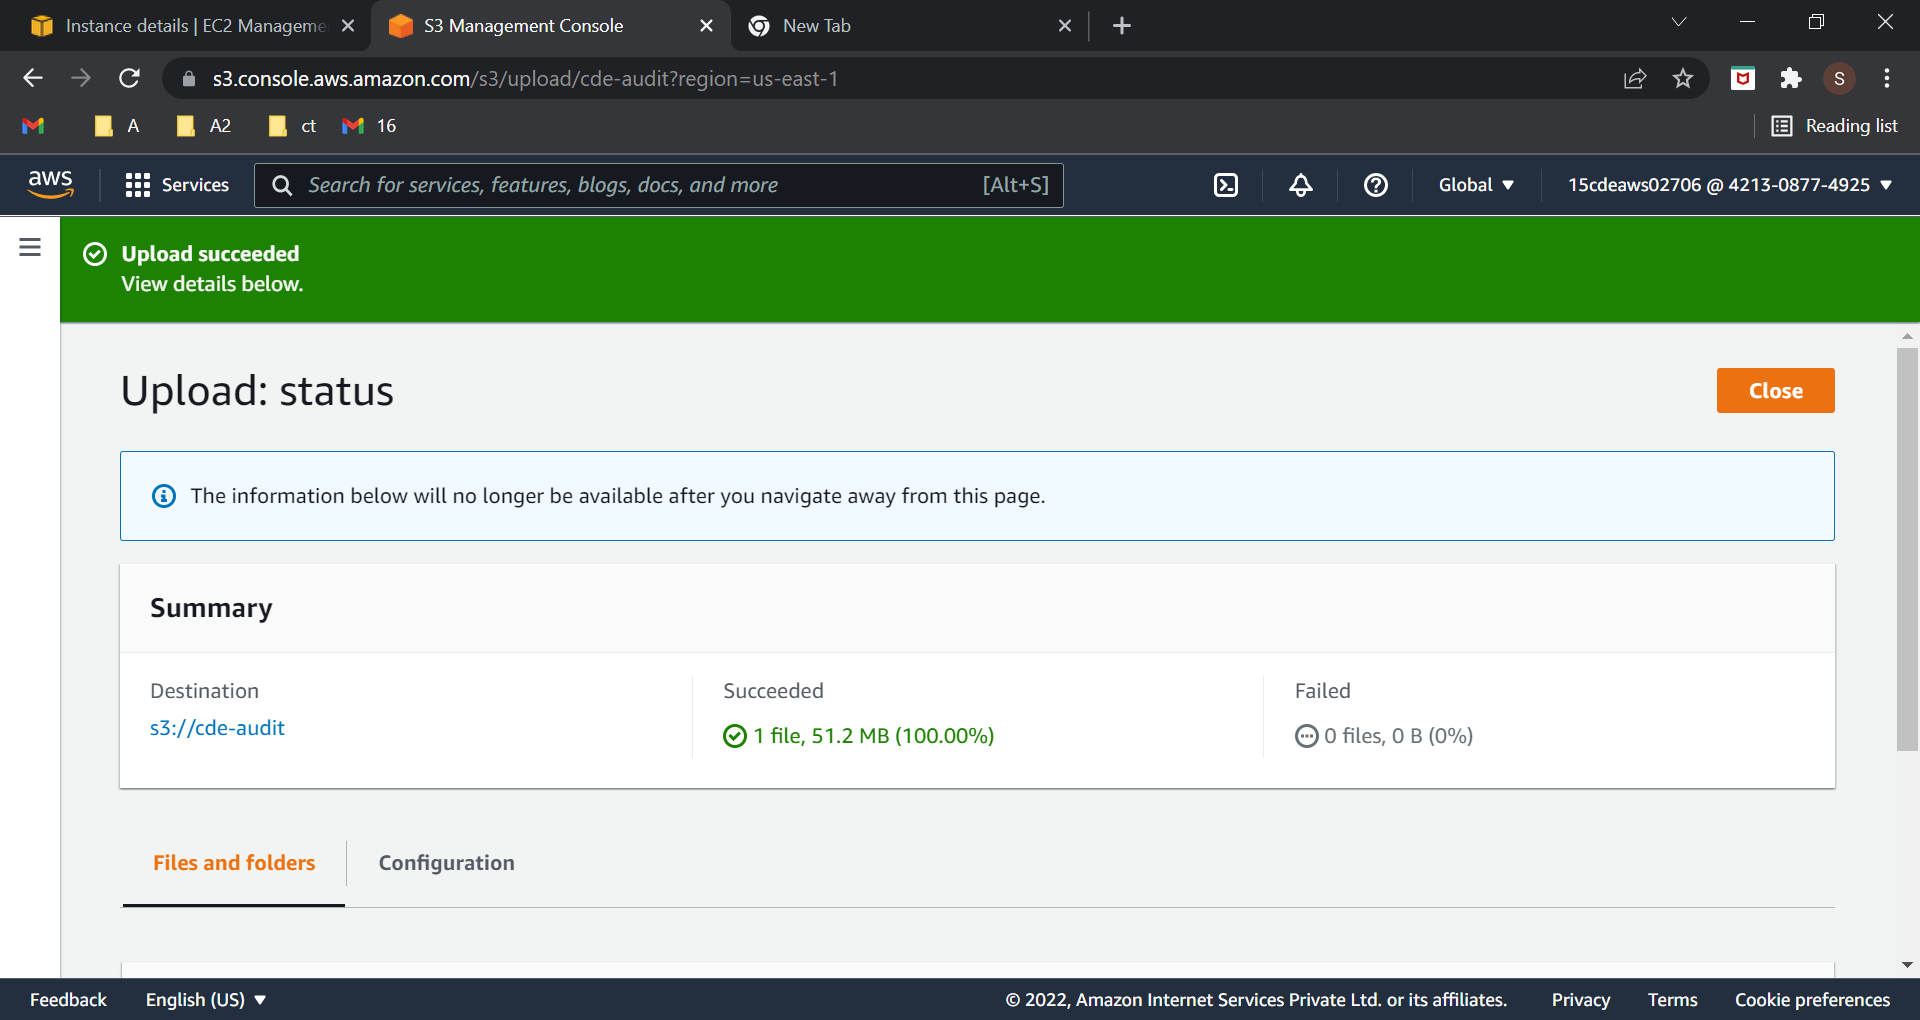 Instance details | EC2 Manageme
S3 Management Console
New Tab
s3.console.aws.amazon.com/s3/upload/cde-audit?region=us-east-1
S
A
A2
ct
16
Reading list
aws
Services
Search for services, features, blogs, docs, and more
[Alt+S]
Global
15cdeaws02706 @ 4213-0877-4925
Upload succeeded
View details below.
Upload: status
Close
The information below will no longer be available after you navigate away from this page.
Summary
Destination
s3://cde-audit
Succeeded
1 file, 51.2 MB (100.00%)
Failed
0 files, 0 B (0%)
Files and folders
Configuration
Feedback
English (US)
© 2022, Amazon Internet Services Private Ltd. or its affiliates.
Privacy
Terms
Cookie preferences